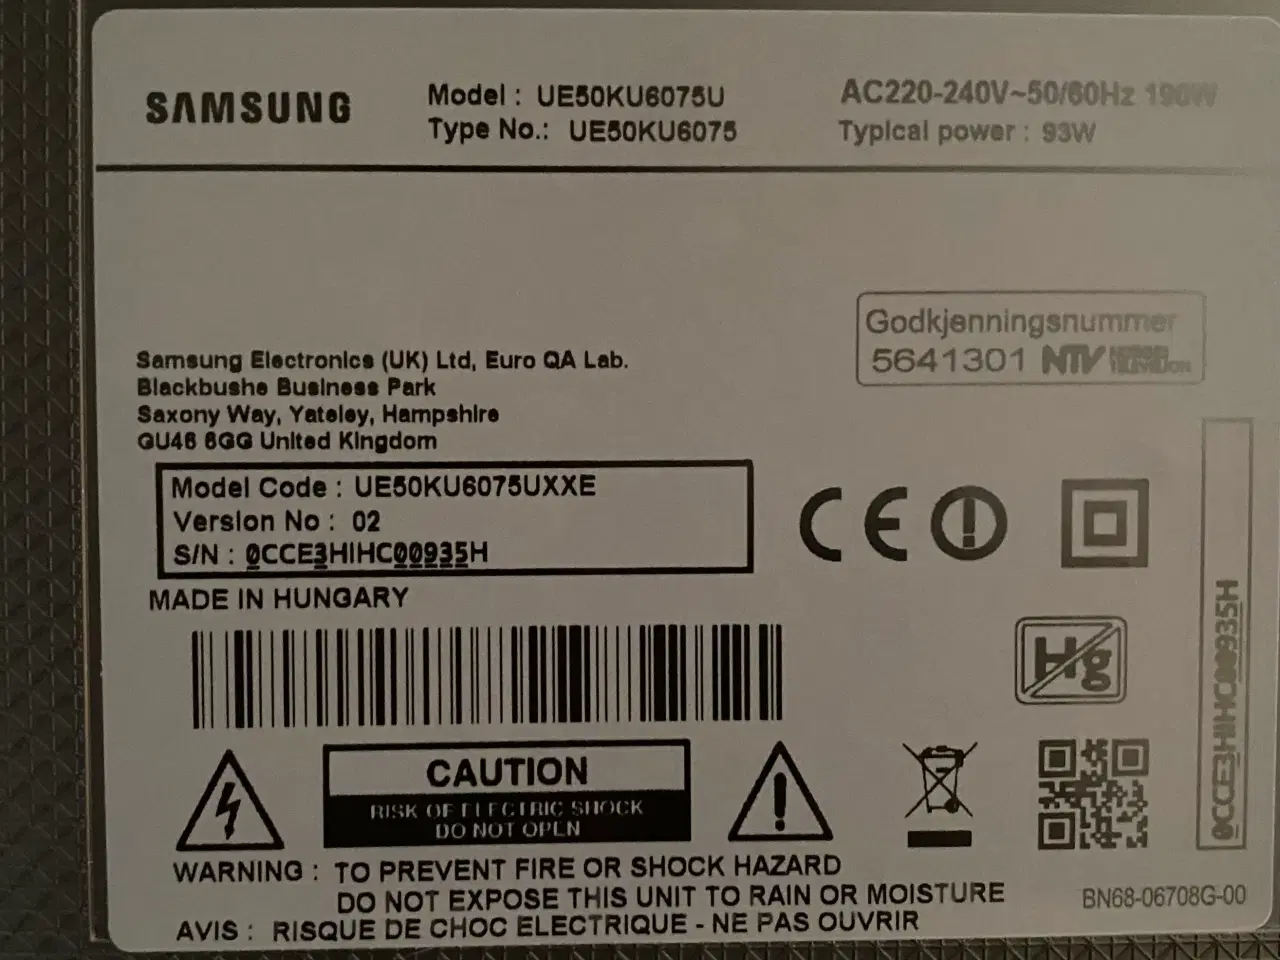 SAMSUNG
Model : UE50KU6075U
Type No.: UE50KU6075
AC220-240V~50/60Hz
Typical power : 93W
Godkjenningsnummer
5641301 NTV
Samsung Electronics (UK) Ltd, Euro QA Lab.
Blackbushe Business Park
Saxony Way, Yateley, Hampshire
GU46 6GG United Kingdom
Model Code : UE50KU6075UXXE
Version No : 02
S/N : 0CCE3HIHC00935H
MADE IN HUNGARY
CE
Hg
0CCE3HIHC00935H
CAUTION
RISK OF ELECTRIC SHOCK
DO NOT OPEN
WARNING : TO PREVENT FIRE OR SHOCK HAZARD
DO NOT EXPOSE THIS UNIT TO RAIN OR MOISTURE
AVIS : RISQUE DE CHOC ELECTRIQUE - NE PAS OUVRIR
BN68-06708G-00